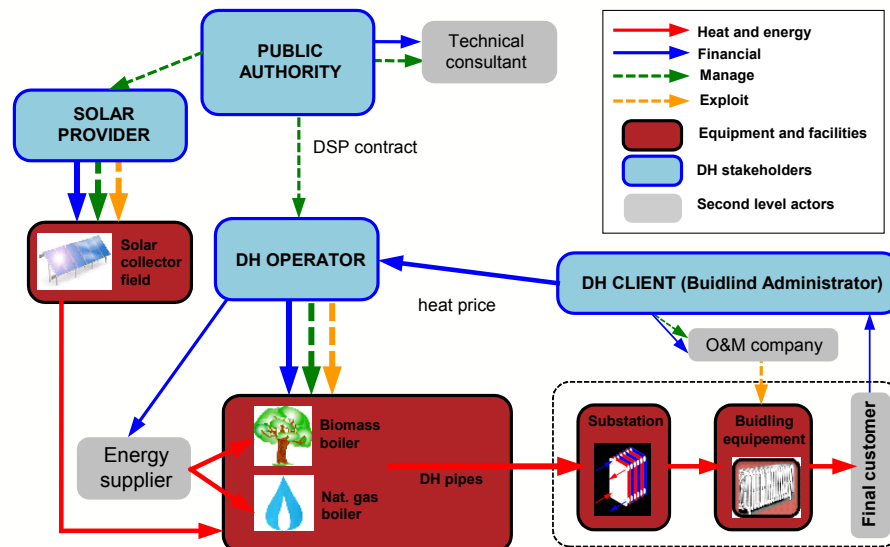 PUBLIC
AUTHORITY
Technical
consultant
Heat and energy
Financial
Manage
Exploit
Equipment and facilities
DH stakeholders
Second level actors
SOLAR
PROVIDER
DSP contract
Solar
collector
field
DH OPERATOR
heat price
DH CLIENT (Buidlind Administrator)
O&M company
Energy
supplier
Biomass
boiler
Nat. gas
boiler
DH pipes
Substation
Buidling
equipement
Final customer